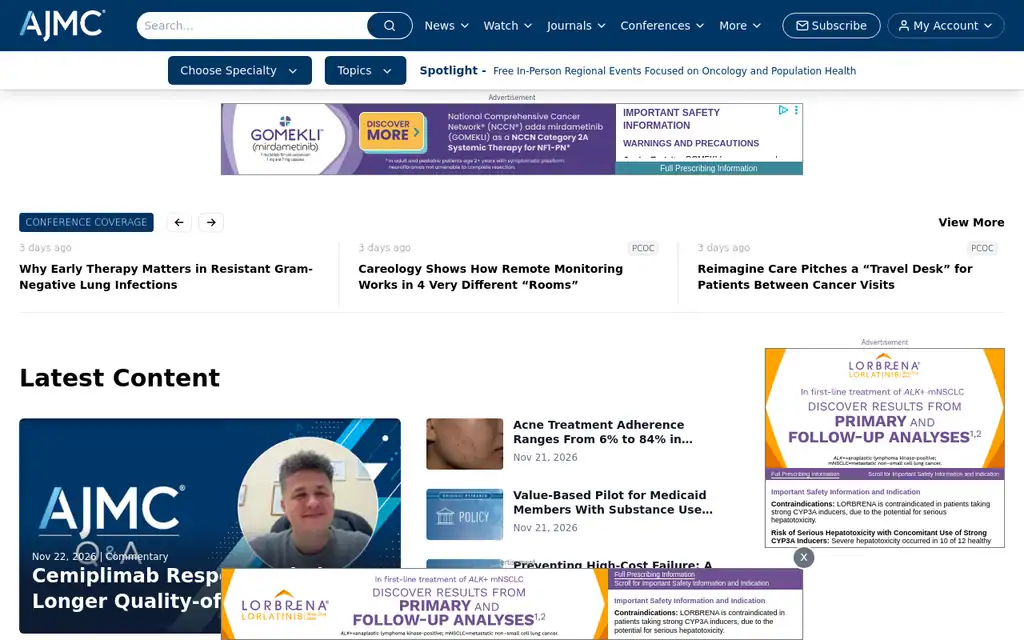 AJMC®
Search...
News
Watch
Journals
Conferences
More
Subscribe
My Account
Choose Specialty
Topics
Spotlight - Free In-Person Regional Events Focused on Oncology and Population Health
Advertisement
GOMEKLI™
(mirdametinib)
DISCOVER
MORE
National Comprehensive Cancer
Network® (NCCN®) adds mirdametinib
(GOMEKLI) as a NCCN Category 2A
Systemic Therapy for NF1-PN*
IMPORTANT SAFETY
INFORMATION
WARNINGS AND PRECAUTIONS
Full Prescribing Information
CONFERENCE COVERAGE
View More
3 days ago
Why Early Therapy Matters in Resistant Gram-
Negative Lung Infections
3 days ago
PCOC
Careology Shows How Remote Monitoring
Works in 4 Very Different “Rooms”
3 days ago
PCOC
Reimagine Care Pitches a “Travel Desk” for
Patients Between Cancer Visits
Latest Content
AJMC®
Q&A
Nov 22, 2026 | Commentary
Cemiplimab Resp
Longer Quality-of
Acne Treatment Adherence
Ranges From 6% to 84% in...
Nov 21, 2026
POLICY
Value-Based Pilot for Medicaid
Members With Substance Use...
Nov 21, 2026
Preventing High-Cost Failure: A
Advertisement
LORBRENA®
LORLATINIB
In first-line treatment of ALK+ mNSCLC
DISCOVER RESULTS FROM
PRIMARY AND
FOLLOW-UP ANALYSES1,2
ALK+=anaplastic lymphoma kinase-positive;
mNSCLC=metastatic non-small cell lung cancer.
Full Prescribing Information
Scroll for Important Safety Information and Indication
Important Safety Information and Indication
Contraindications: LORBRENA is contraindicated in patients
taking strong CYP3A inducers, due to the potential for serious
hepatotoxicity.
Risk of Serious Hepatotoxicity with Concomitant Use of Strong
CYP3A Inducers: Severe hepatotoxicity occurred in 10 of 12 healthy
X
LORBRENA®
LORLATINIB
In first-line treatment of ALK+ mNSCLC
DISCOVER RESULTS FROM
PRIMARY AND
FOLLOW-UP ANALYSES1,2
ALK+=anaplastic lymphoma kinase-positive; mNSCLC=metastatic non-small cell lung cancer.
Full Prescribing Information
Scroll for Important Safety Information and Indication
Important Safety Information and Indication
Contraindications: LORBRENA is contraindicated in
patients taking strong CYP3A inducers, due to the
potential for serious hepatotoxicity.